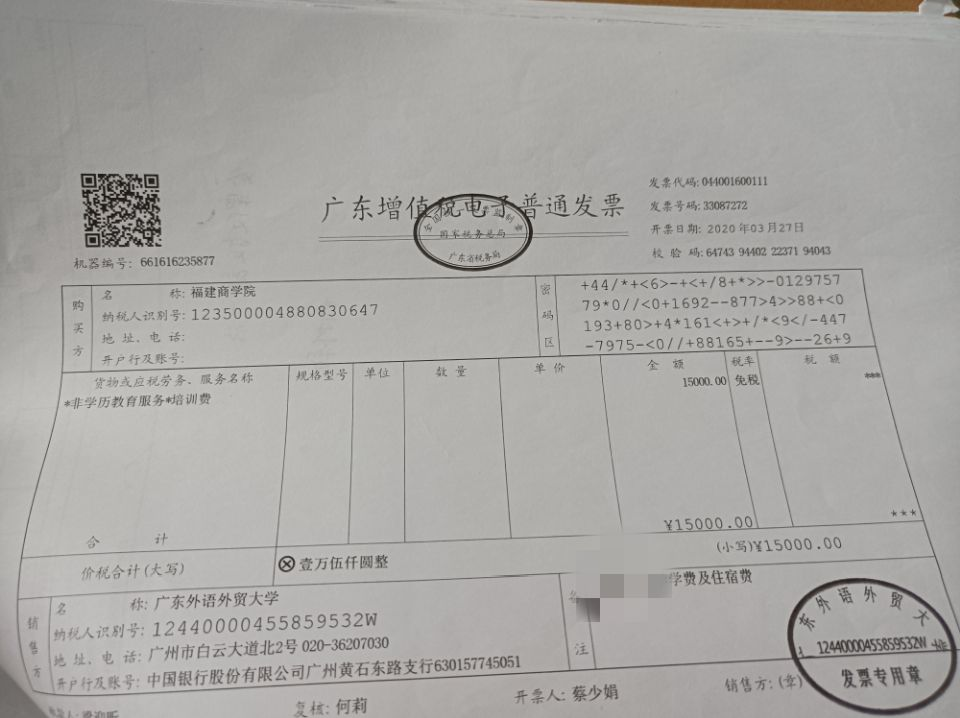 广东增值税电子普通发票
国家税务总局
广东省税务局
发票代码: 044001600111
发票号码: 33087272
开票日期: 2020 年03 月27日
校 验 码: 64743 94402 22371 94043
机器编号: 661616235877
购买方
名 称: 福建商学院
纳税人识别号: 123500004880830647
地 址、电 话:
开户行及账号:
密码区
+44/*+<6>-+<+/8+*>>-0129757
79*0//<0+1692--877>4>>88+<0
193+80>+4*161<+>+/*<9</-447
-7975-<0//+88165+--9>--26+9
货物或应税劳务、服务名称 规格型号 单位 数 量 单 价 金 额 税率 税 额
*非学历教育服务*培训费 15000.00 免税 ***
合 计 ¥15000.00 ***
价税合计(大写) ⊗壹万伍仟圆整 (小写)¥15000.00
销售方
名 称: 广东外语外贸大学
纳税人识别号: 12440000455859532W
地 址、电 话: 广州市白云大道北2号 020-36207030
开户行及账号: 中国银行股份有限公司广州黄石东路支行630157745051
备注
学费及住宿费
东外语外贸大
12440000455859532W
发票专用章
复核: 何莉
开票人: 蔡少娟
销售方: (章)